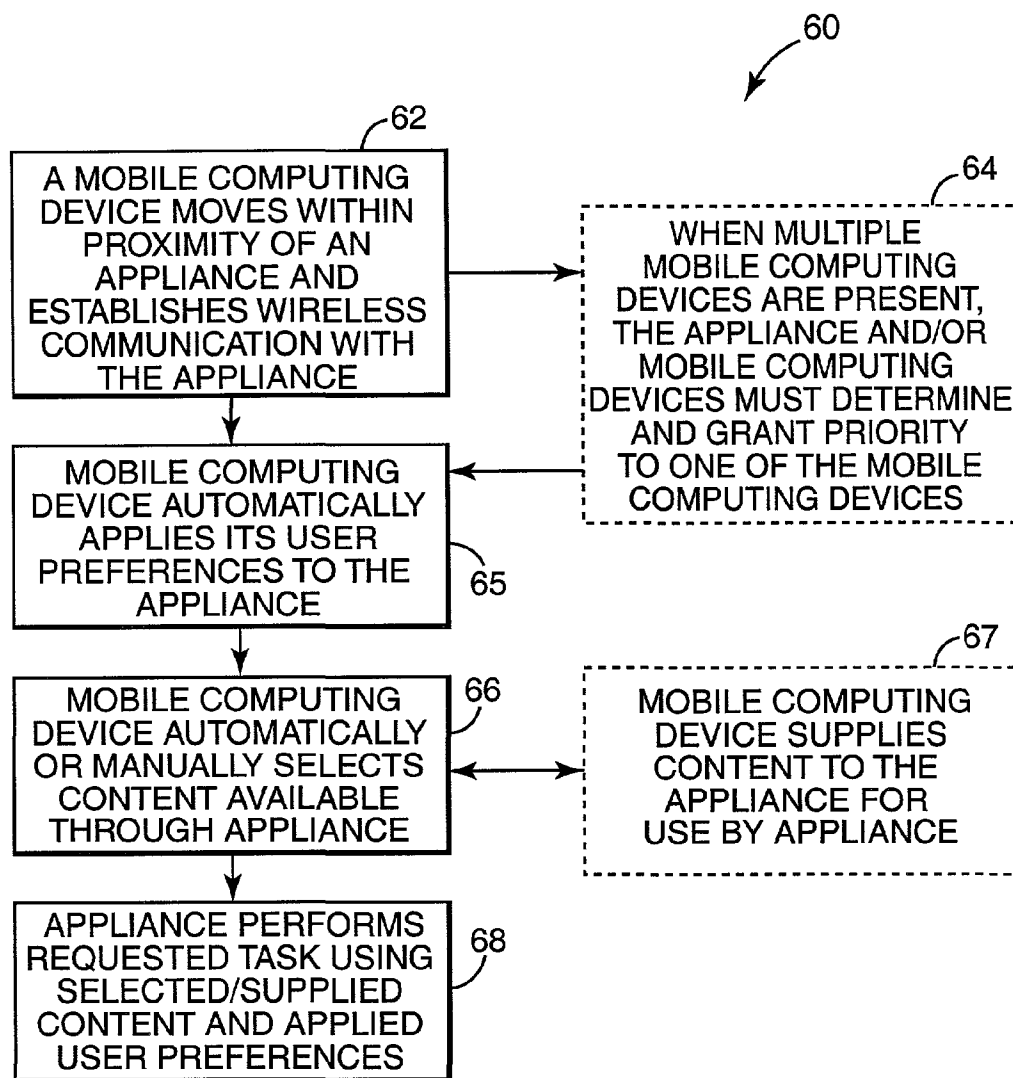 60
62
A MOBILE COMPUTING
DEVICE MOVES WITHIN
PROXIMITY OF AN
APPLIANCE AND
ESTABLISHES WIRELESS
COMMUNICATION WITH
THE APPLIANCE
64
WHEN MULTIPLE
MOBILE COMPUTING
DEVICES ARE PRESENT,
THE APPLIANCE AND/OR
MOBILE COMPUTING
DEVICES MUST DETERMINE
AND GRANT PRIORITY
TO ONE OF THE MOBILE
COMPUTING DEVICES
MOBILE COMPUTING
DEVICE AUTOMATICALLY
APPLIES ITS USER
PREFERENCES TO THE
APPLIANCE
65
MOBILE COMPUTING
DEVICE AUTOMATICALLY
OR MANUALLY SELECTS
CONTENT AVAILABLE
THROUGH APPLIANCE
66
67
MOBILE COMPUTING
DEVICE SUPPLIES
CONTENT TO THE
APPLIANCE FOR
USE BY APPLIANCE
APPLIANCE PERFORMS
REQUESTED TASK USING
SELECTED/SUPPLIED
CONTENT AND APPLIED
USER PREFERENCES
68